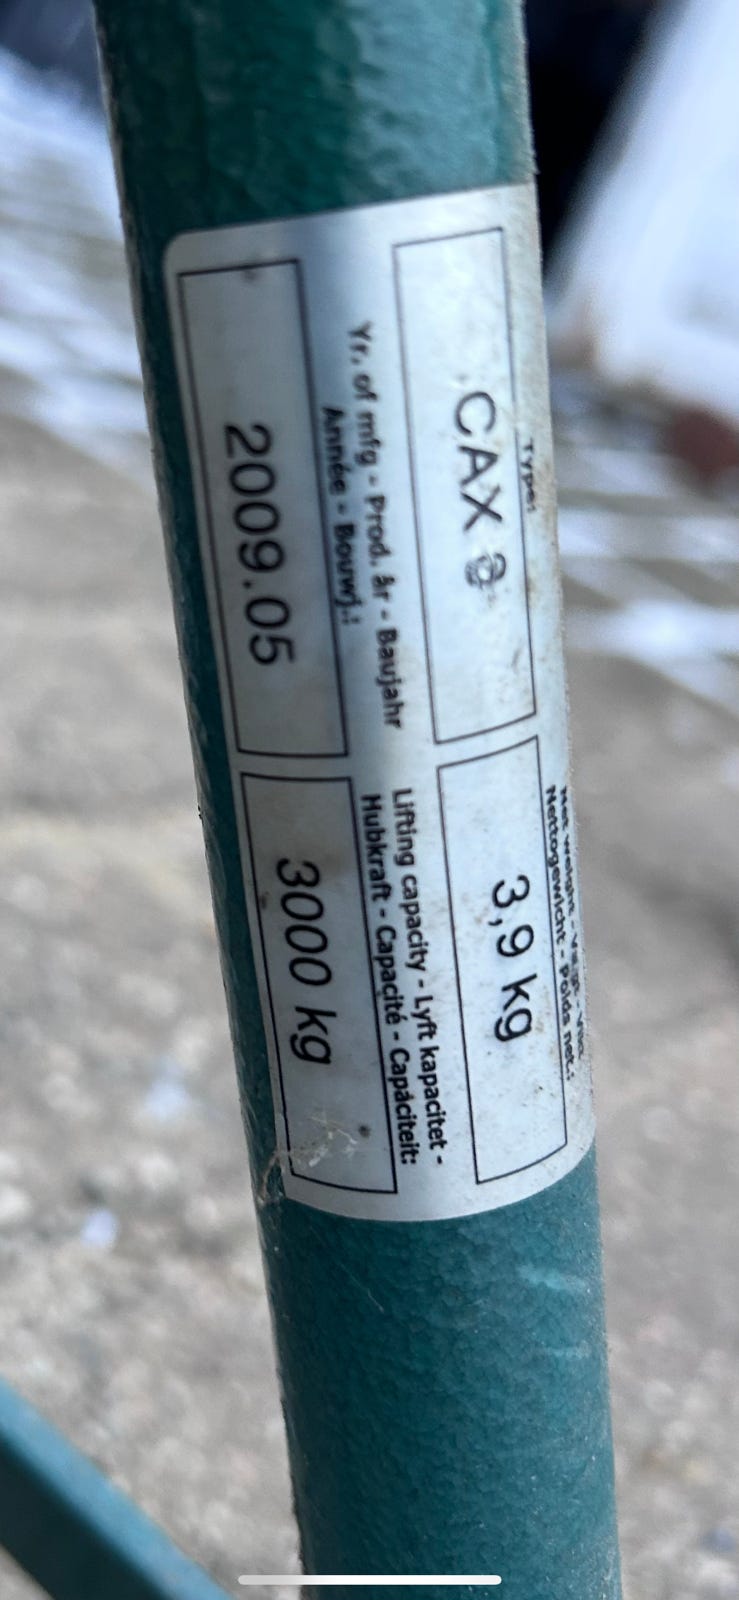 Type:
CAX
Nettogewicht - Poids net.:
3,9 kg
Yr. of mfg - Prod. år - Baujahr
Année - Bouwj.:
2009.05
Lifting capacity - Lyft kapacitet -
Hubkraft - Capacité - Capaciteit:
3000 kg